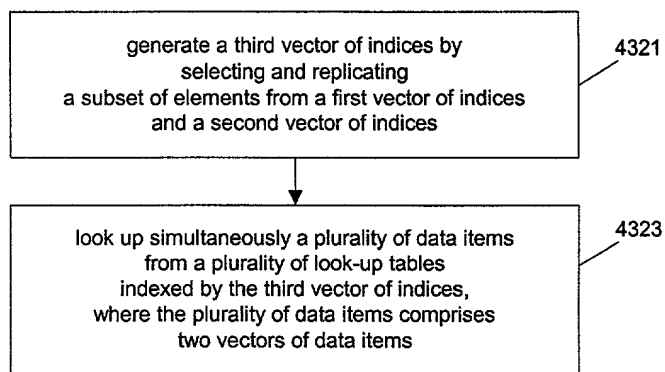 generate a third vector of indices by
selecting and replicating
a subset of elements from a first vector of indices
and a second vector of indices
4321
look up simultaneously a plurality of data items
from a plurality of look-up tables
indexed by the third vector of indices,
where the plurality of data items comprises
two vectors of data items
4323